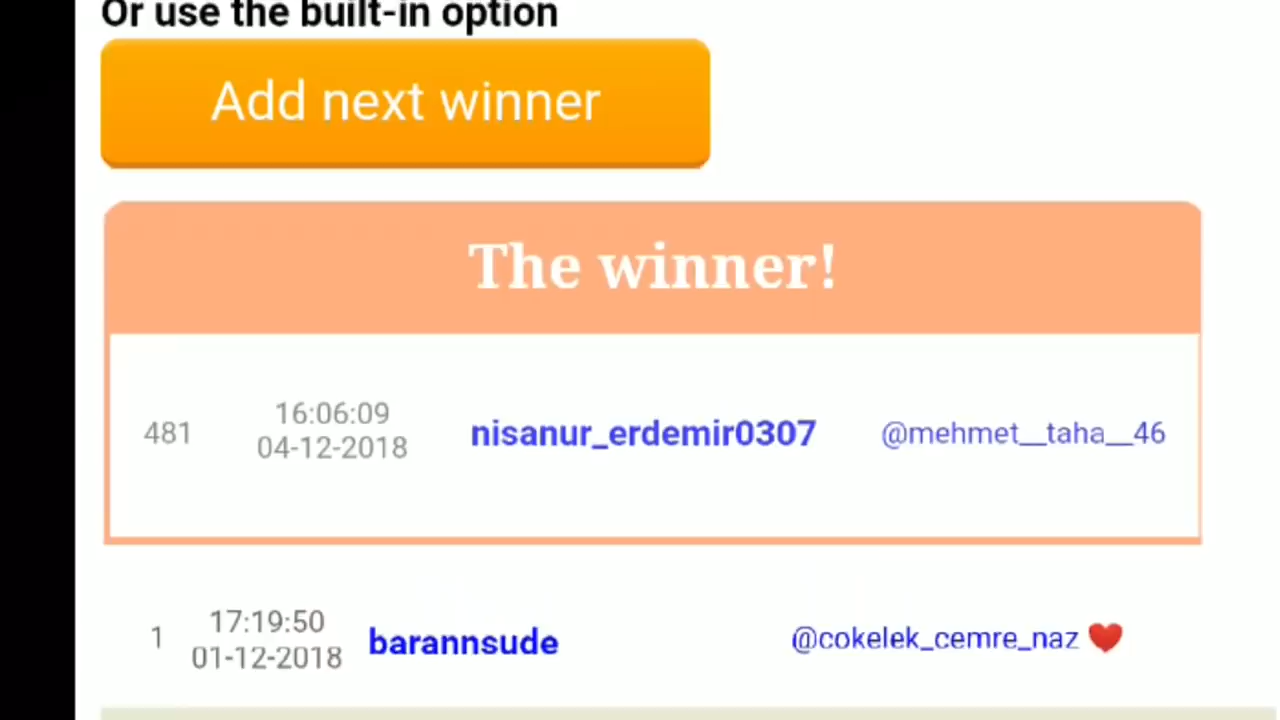 Or use the built-in option
Add next winner
The winner!
481 16:06:09 04-12-2018 nisanur_erdemir0307 @mehmet__taha__46
1 17:19:50 01-12-2018 barannsude @cokelek_cemre_naz ❤️